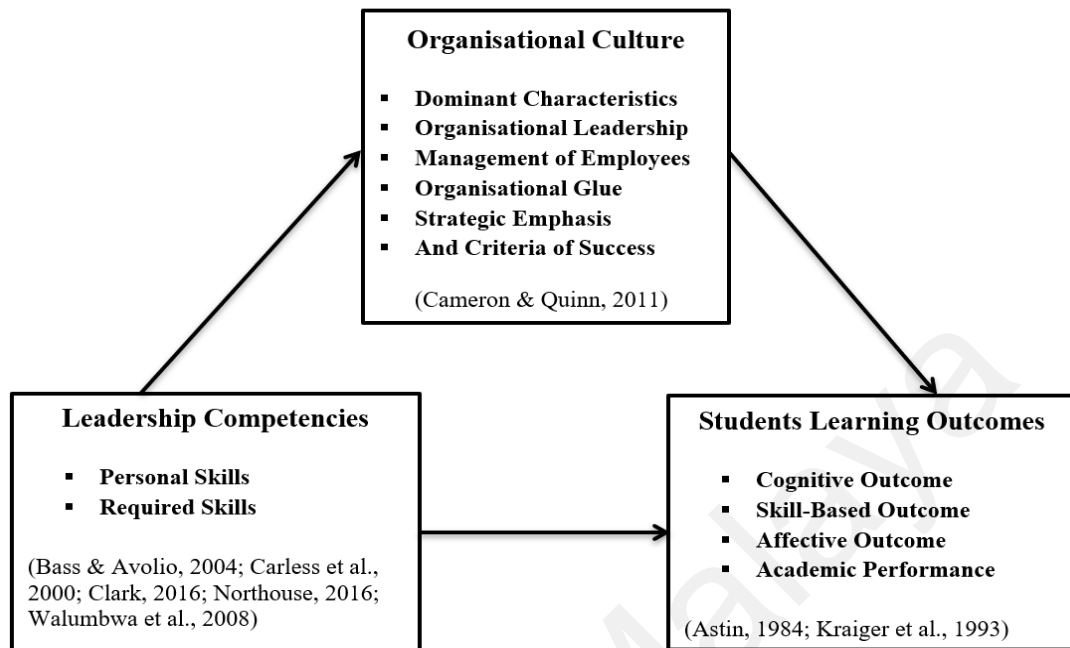 Organisational Culture
▪ Dominant Characteristics
▪ Organisational Leadership
▪ Management of Employees
▪ Organisational Glue
▪ Strategic Emphasis
▪ And Criteria of Success
(Cameron & Quinn, 2011)
Leadership Competencies
▪ Personal Skills
▪ Required Skills
(Bass & Avolio, 2004; Carless et al.,
2000; Clark, 2016; Northouse, 2016;
Walumbwa et al., 2008)
Students Learning Outcomes
▪ Cognitive Outcome
▪ Skill-Based Outcome
▪ Affective Outcome
▪ Academic Performance
(Astin, 1984; Kraiger et al., 1993)
Malaya